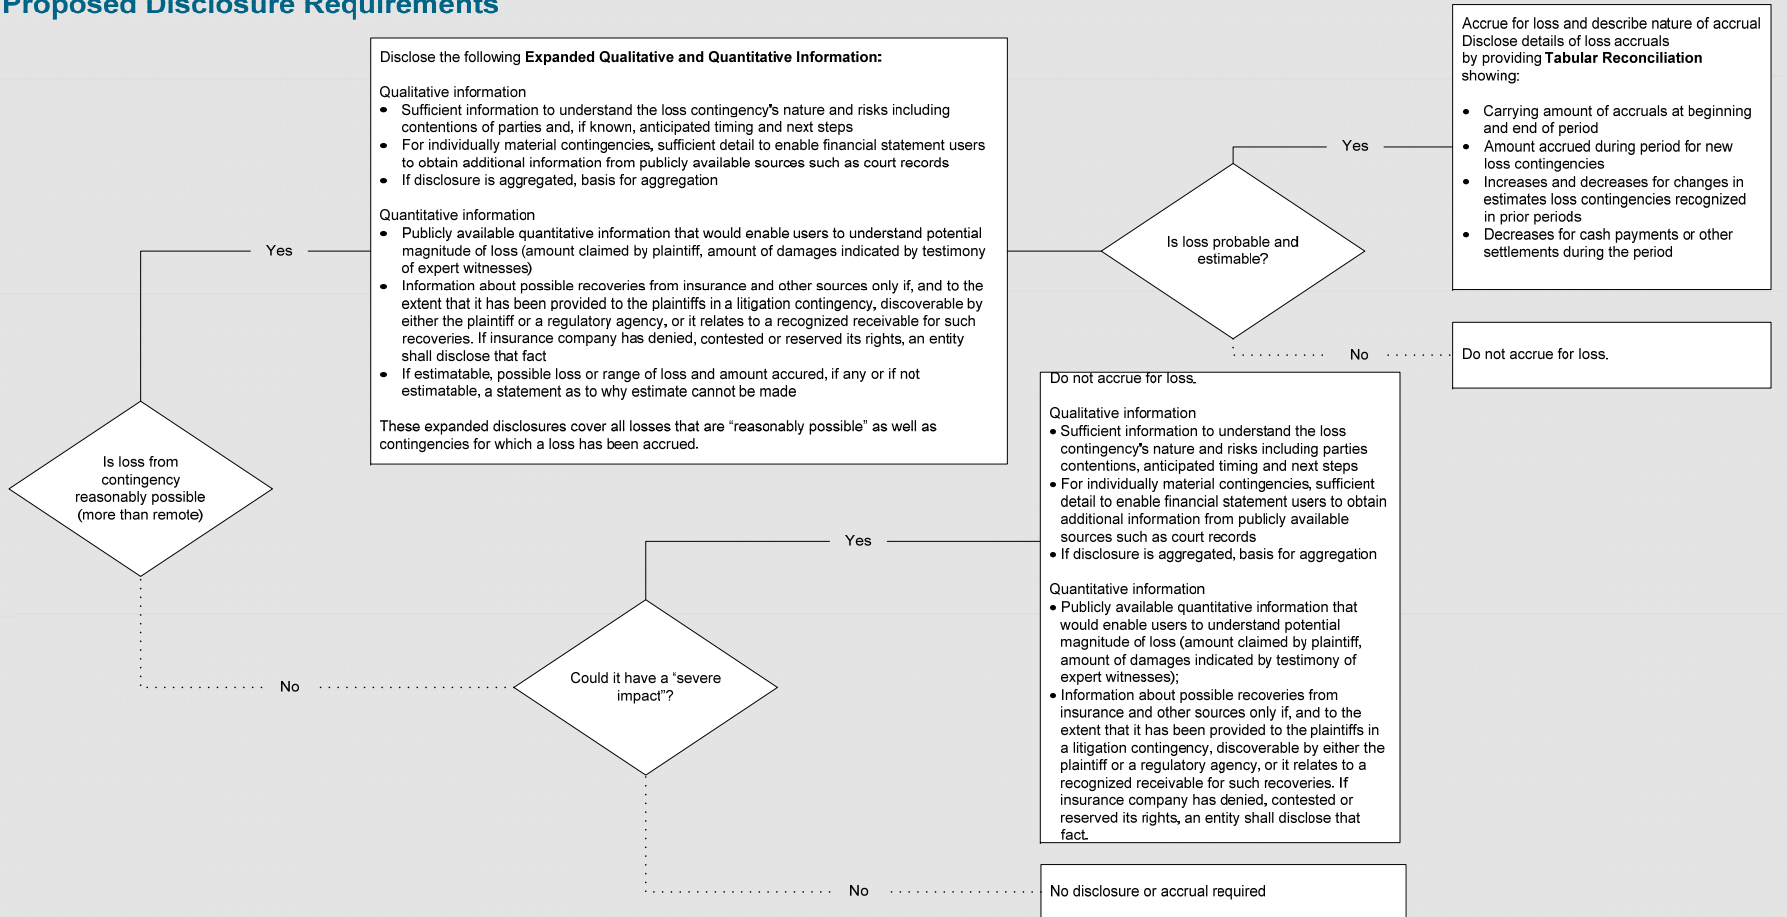 Proposed Disclosure Requirements
Disclose the following Expanded Qualitative and Quantitative Information:
Qualitative information
• Sufficient information to understand the loss contingency's nature and risks including
contentions of parties and, if known, anticipated timing and next steps
• For individually material contingencies, sufficient detail to enable financial statement users
to obtain additional information from publicly available sources such as court records
• If disclosure is aggregated, basis for aggregation
Quantitative information
• Publicly available quantitative information that would enable users to understand potential
magnitude of loss (amount claimed by plaintiff, amount of damages indicated by testimony
of expert witnesses)
• Information about possible recoveries from insurance and other sources only if, and to the
extent that it has been provided to the plaintiffs in a litigation contingency, discoverable by
either the plaintiff or a regulatory agency, or it relates to a recognized receivable for such
recoveries. If insurance company has denied, contested or reserved its rights, an entity
shall disclose that fact
• If estimatable, possible loss or range of loss and amount accured, if any or if not
estimatable, a statement as to why estimate cannot be made
These expanded disclosures cover all losses that are “reasonably possible” as well as
contingencies for which a loss has been accrued.
Accrue for loss and describe nature of accrual
Disclose details of loss accruals
by providing Tabular Reconciliation
showing:
• Carrying amount of accruals at beginning
and end of period
• Amount accrued during period for new
loss contingencies
• Increases and decreases for changes in
estimates loss contingencies recognized
in prior periods
• Decreases for cash payments or other
settlements during the period
Yes
Is loss probable and
estimable?
Yes
No
Do not accrue for loss.
Is loss from
contingency
reasonably possible
(more than remote)
Do not accrue for loss.
Qualitative information
• Sufficient information to understand the loss
contingency's nature and risks including parties
contentions, anticipated timing and next steps
• For individually material contingencies, sufficient
detail to enable financial statement users to obtain
additional information from publicly available
sources such as court records
• If disclosure is aggregated, basis for aggregation
Quantitative information
• Publicly available quantitative information that
would enable users to understand potential
magnitude of loss (amount claimed by plaintiff,
amount of damages indicated by testimony of
expert witnesses);
• Information about possible recoveries from
insurance and other sources only if, and to the
extent that it has been provided to the plaintiffs in
a litigation contingency, discoverable by either the
plaintiff or a regulatory agency, or it relates to a
recognized receivable for such recoveries. If
insurance company has denied, contested or
reserved its rights, an entity shall disclose that
fact.
Yes
No
Could it have a “severe
impact”?
No
No disclosure or accrual required